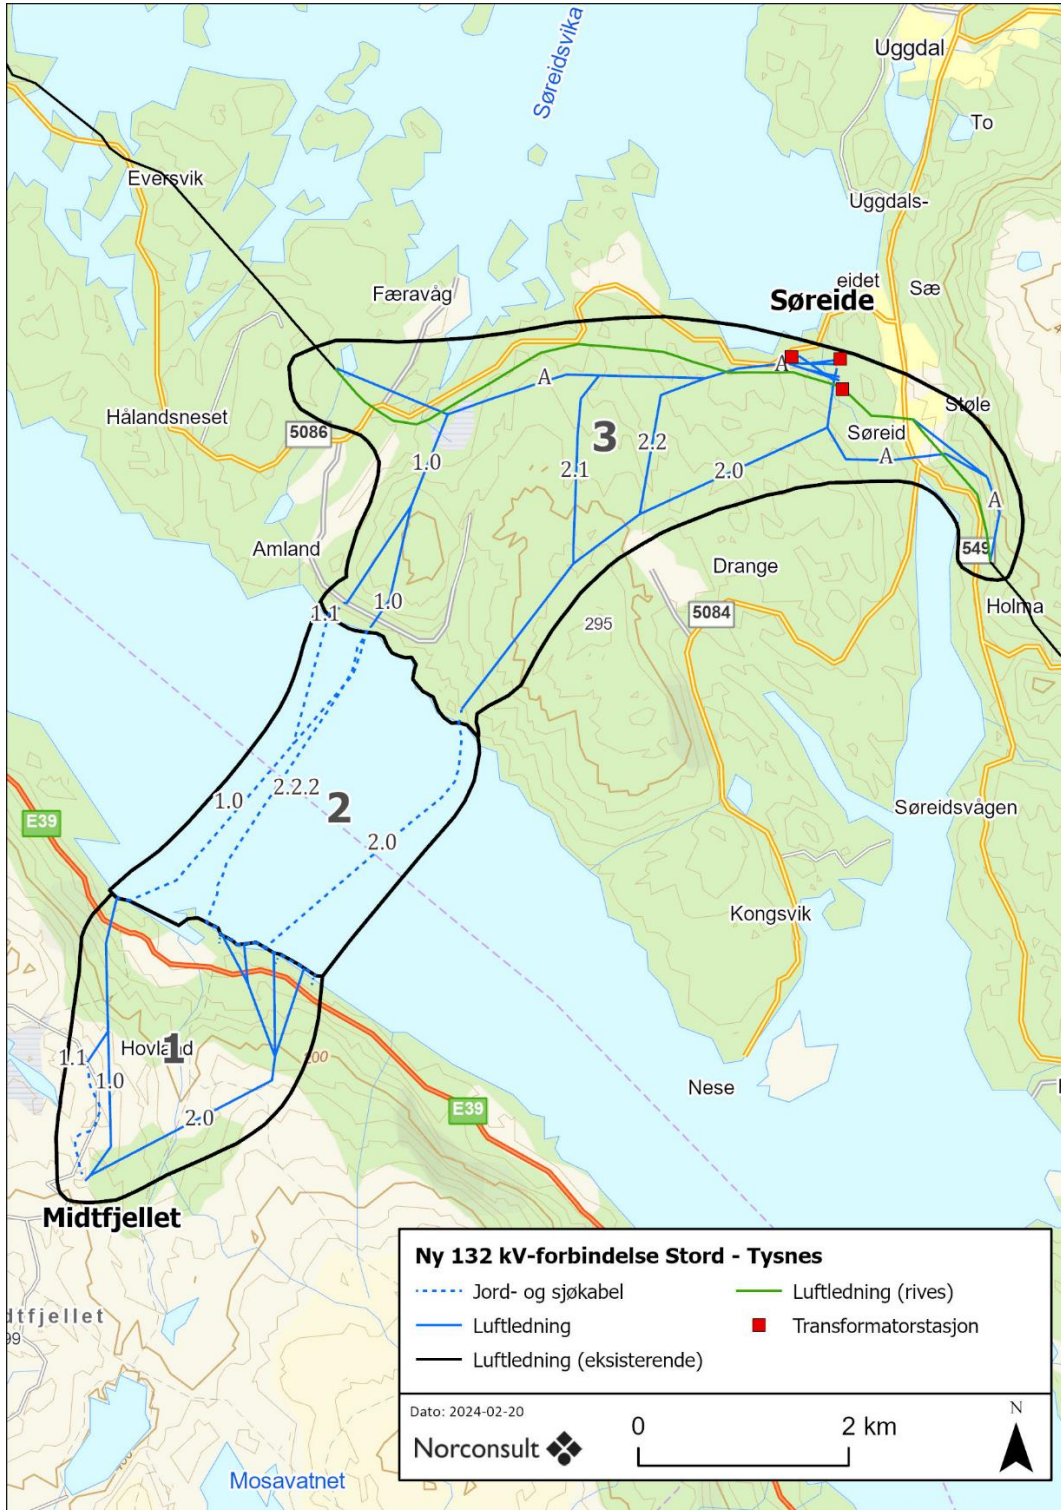 Uggdal
Søreidsvika
To
Eversvik
Uggdals-
eidet
Sæ
Færavåg
Søreide
A
A
Hålandsneset
5086
3
Støle
Søreid
2.2
1.0
2.1
2.0
A
A
Amland
549
Drange
1.1
1.0
5084
Holma
295
2.2.2
1.0
2
E39
2.0
Søreidsvågen
Kongsvik
1.1
Hovland
1
200
1.0
Nese
2.0
E39
Midtfjellet
dtfjellet
99
Mosavatnet
Ny 132 kV-forbindelse Stord - Tysnes
Jord- og sjøkabel
Luftledning (rives)
Luftledning
Transformatorstasjon
Luftledning (eksisterende)
Dato: 2024-02-20
N
0
2 km
Norconsult